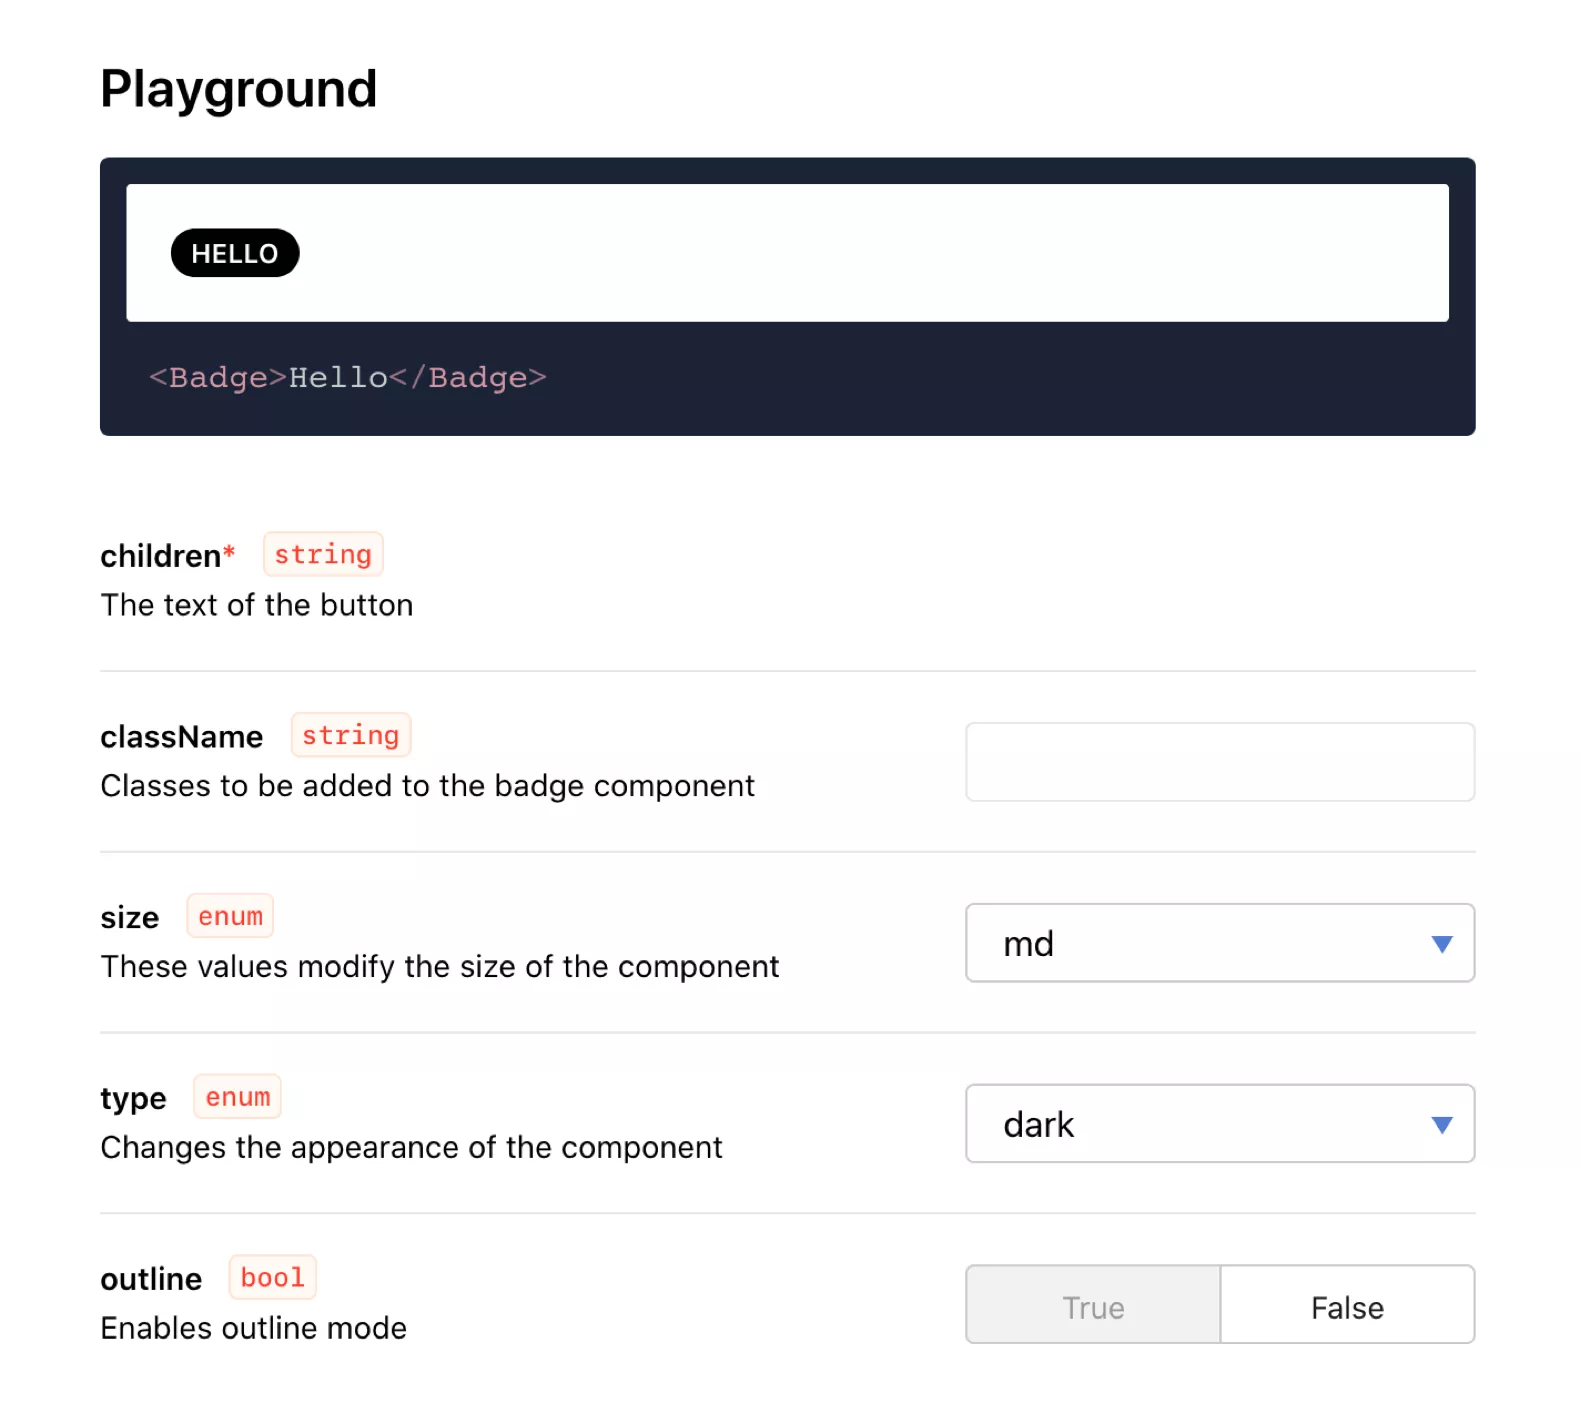 Playground
HELLO
<Badge>Hello</Badge>
children* string
The text of the button
className string
Classes to be added to the badge component
size enum
These values modify the size of the component
md
type enum
Changes the appearance of the component
dark
outline bool
Enables outline mode
True False